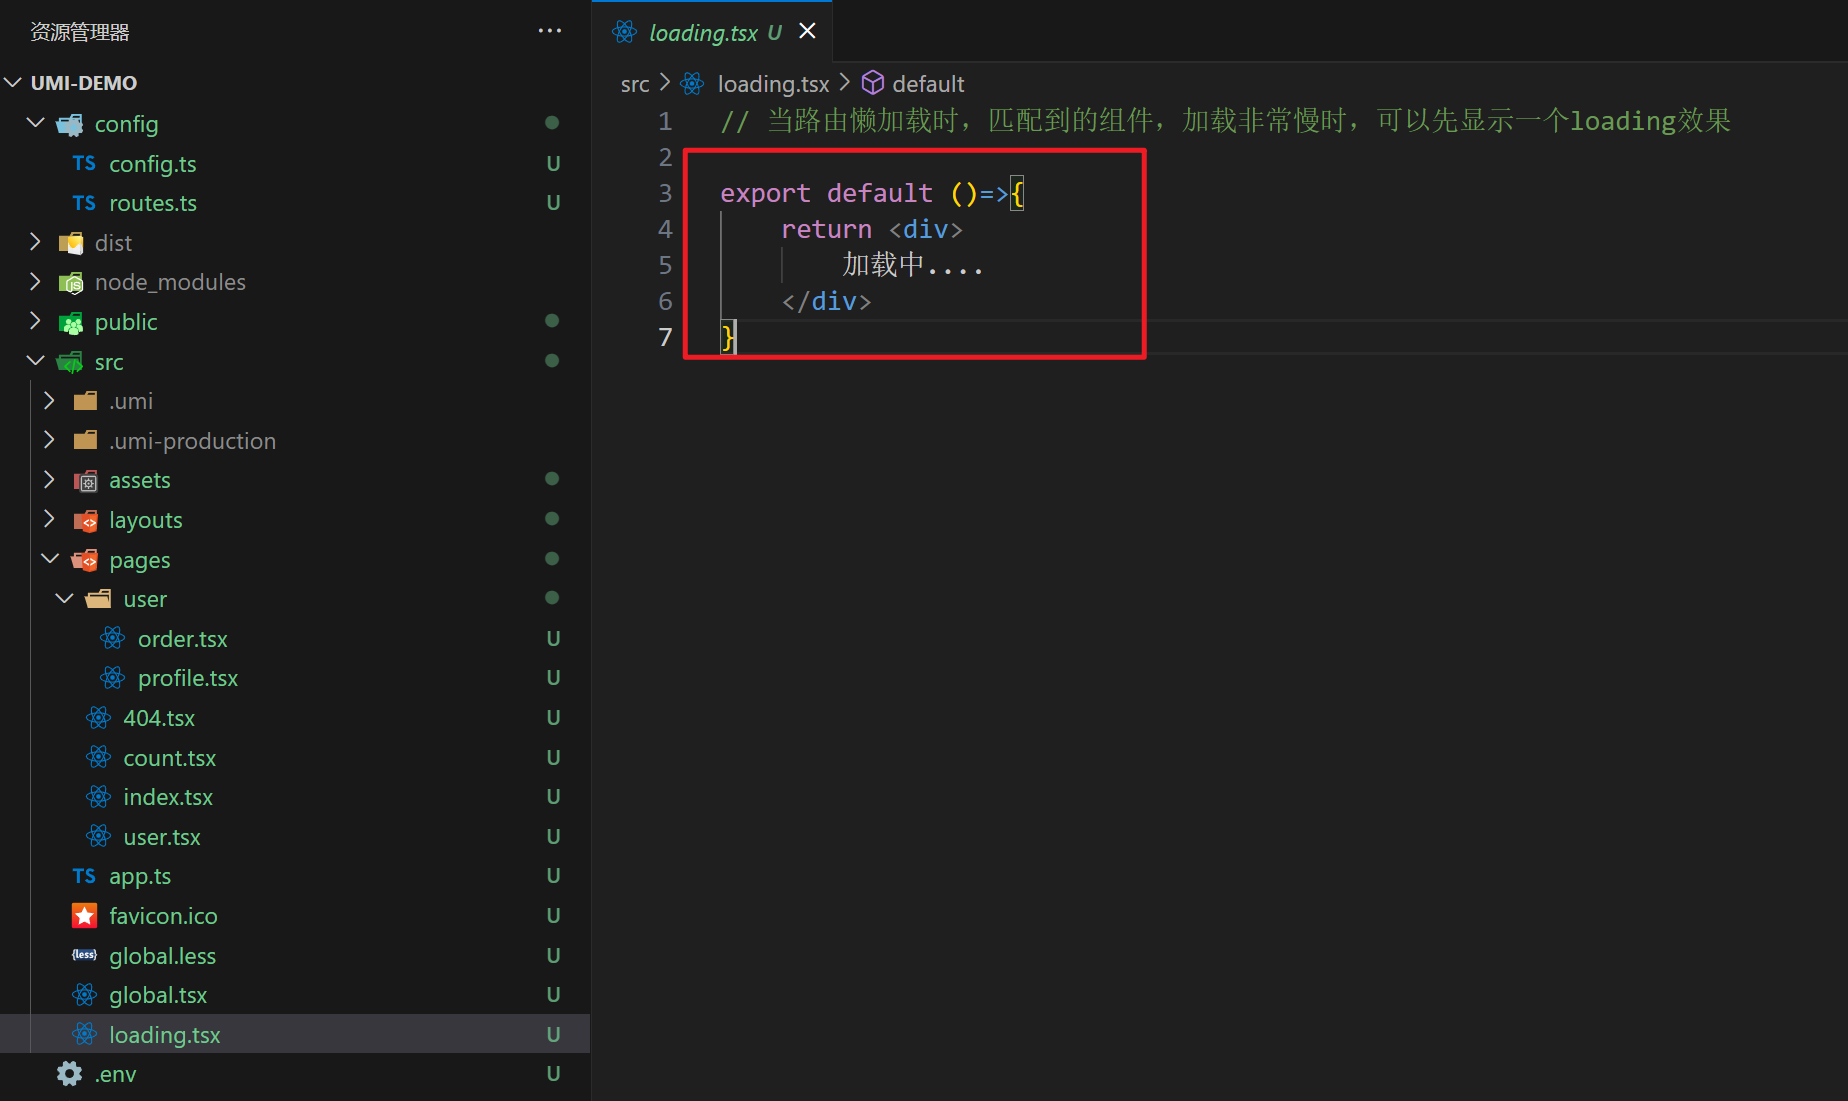 资源管理器
UMI-DEMO
config
TS config.ts U
TS routes.ts U
dist
node_modules
public
src
.umi
.umi-production
assets
layouts
pages
user
order.tsx U
profile.tsx U
404.tsx U
count.tsx U
index.tsx U
user.tsx U
TS app.ts U
favicon.ico U
{less} global.less U
global.tsx U
loading.tsx U
.env U
loading.tsx U
src > loading.tsx > default
1 // 当路由懒加载时，匹配到的组件，加载非常慢时，可以先显示一个loading效果
2
3 export default ()=>{
4 return <div>
5 加载中....
6 </div>
7 }